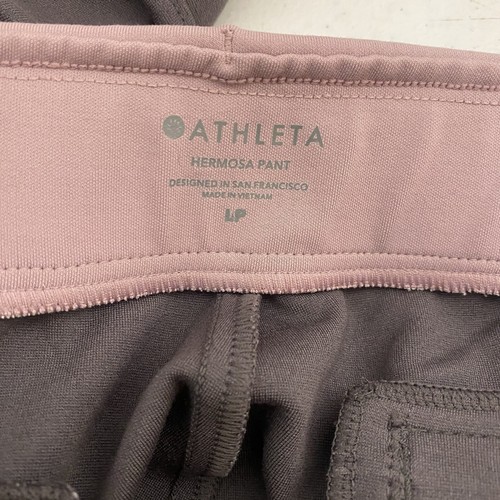 ATHLETA
HERMOSA PANT
DESIGNED IN SAN FRANCISCO
MADE IN VIETNAM
LP